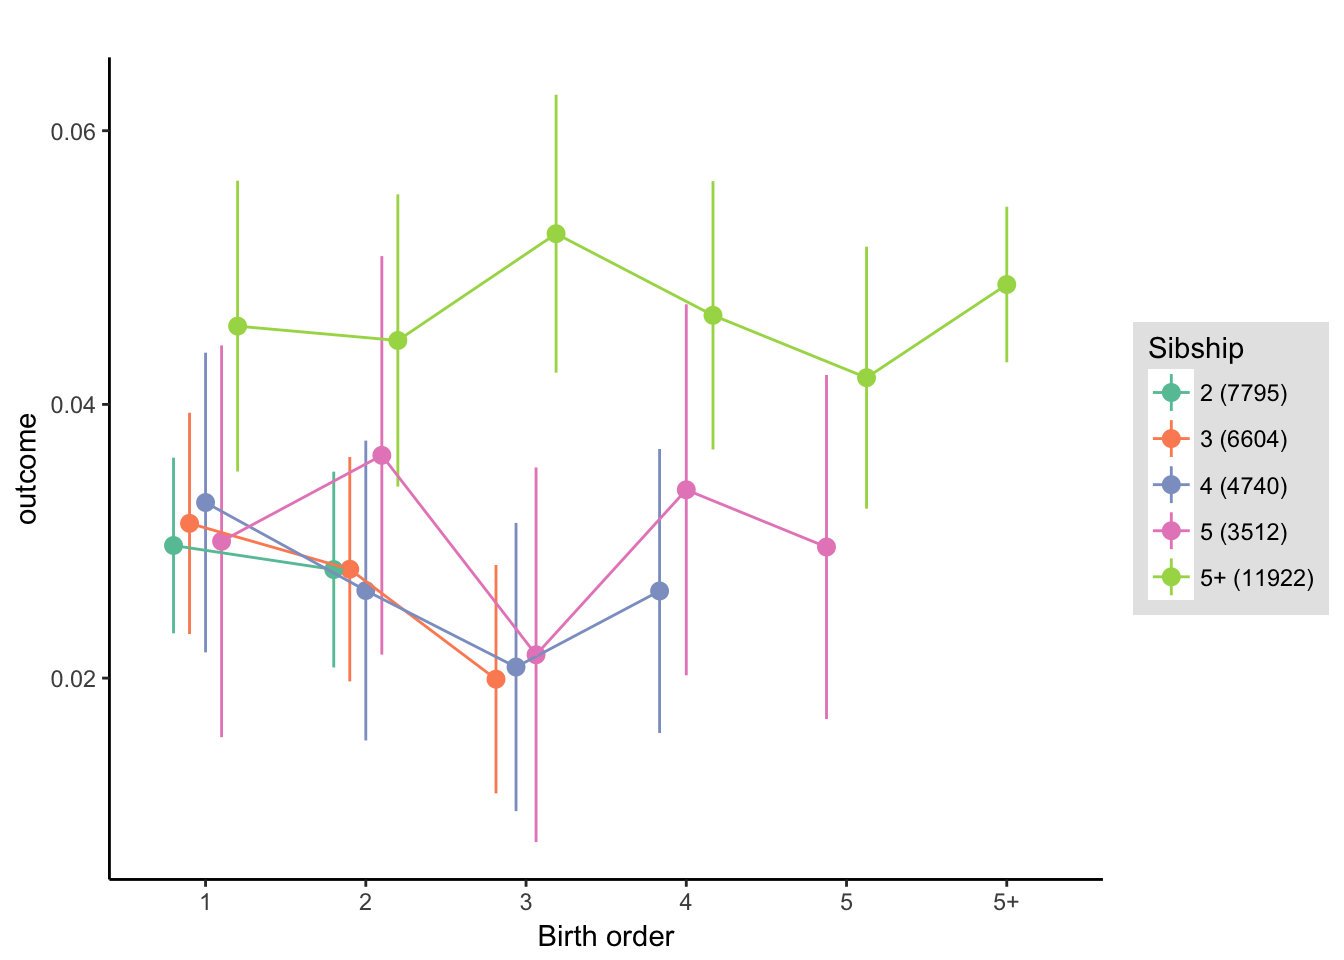 0.06
0.04
0.02
outcome
1 2 3 4 5 5+
Birth order
Sibship
2 (7795)
3 (6604)
4 (4740)
5 (3512)
5+ (11922)